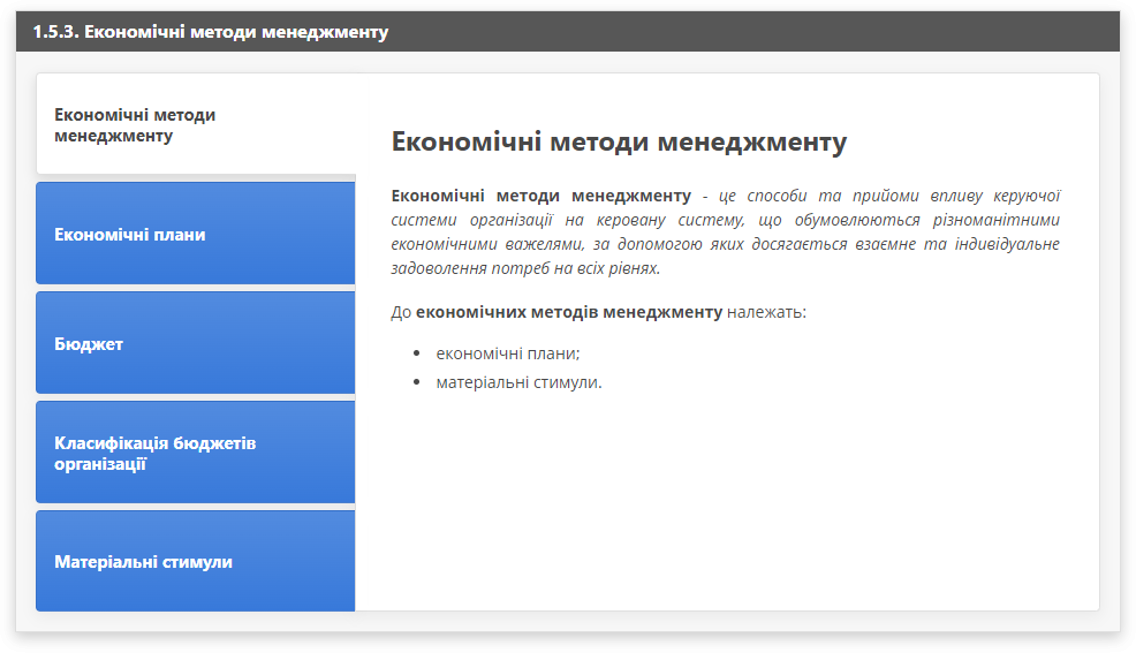 1.5.3. Економічні методи менеджменту
Економічні методи
менеджменту
Економічні плани
Бюджет
Класифікація бюджетів
організації
Матеріальні стимули
Економічні методи менеджменту
Економічні методи менеджменту - це способи та прийоми впливу керуючої
системи організації на керовану систему, що обумовлюються різноманітними
економічними важелями, за допомогою яких досягається взаємне та індивідуальне
задоволення потреб на всіх рівнях.
До економічних методів менеджменту належать:
• економічні плани;
• матеріальні стимули.